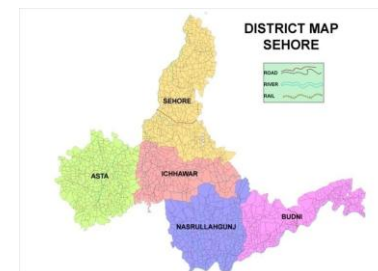 DISTRICT MAP
SEHORE
ROAD
RIVER
RAIL
SEHORE
ASTA
ICHHAWAR
NASRULLAHGUNJ
BUDNI